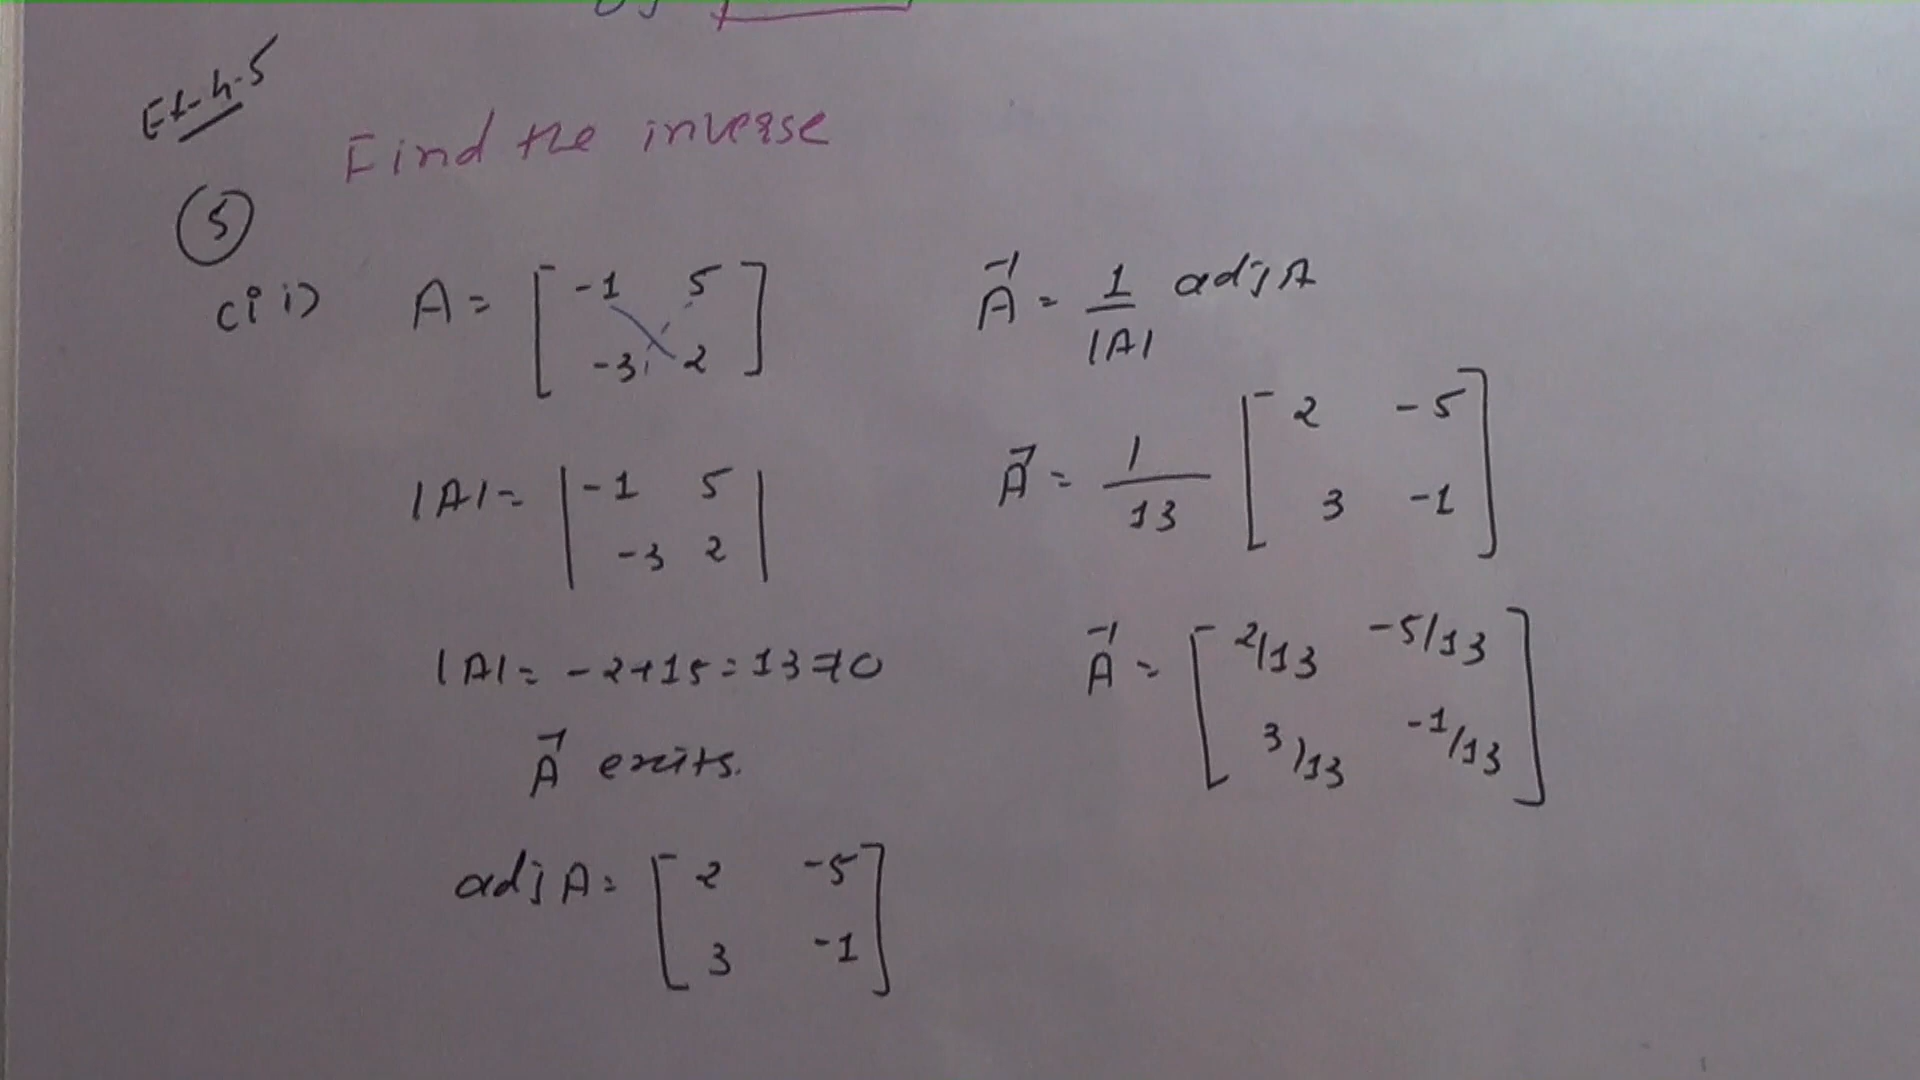 Ex-4.5
Find the inverse
5
(ii) A = [ -1 5
-3 2 ]
|A| = | -1 5
-3 2 |
|A| = -2+15 = 13 ≠ 0
A⁻¹ exits.
adj A = [ 2 -5
3 -1 ]
A⁻¹ = 1/|A| adj A
A⁻¹ = 1/13 [ 2 -5
3 -1 ]
A⁻¹ = [ 2/13 -5/13
3/13 -1/13 ]